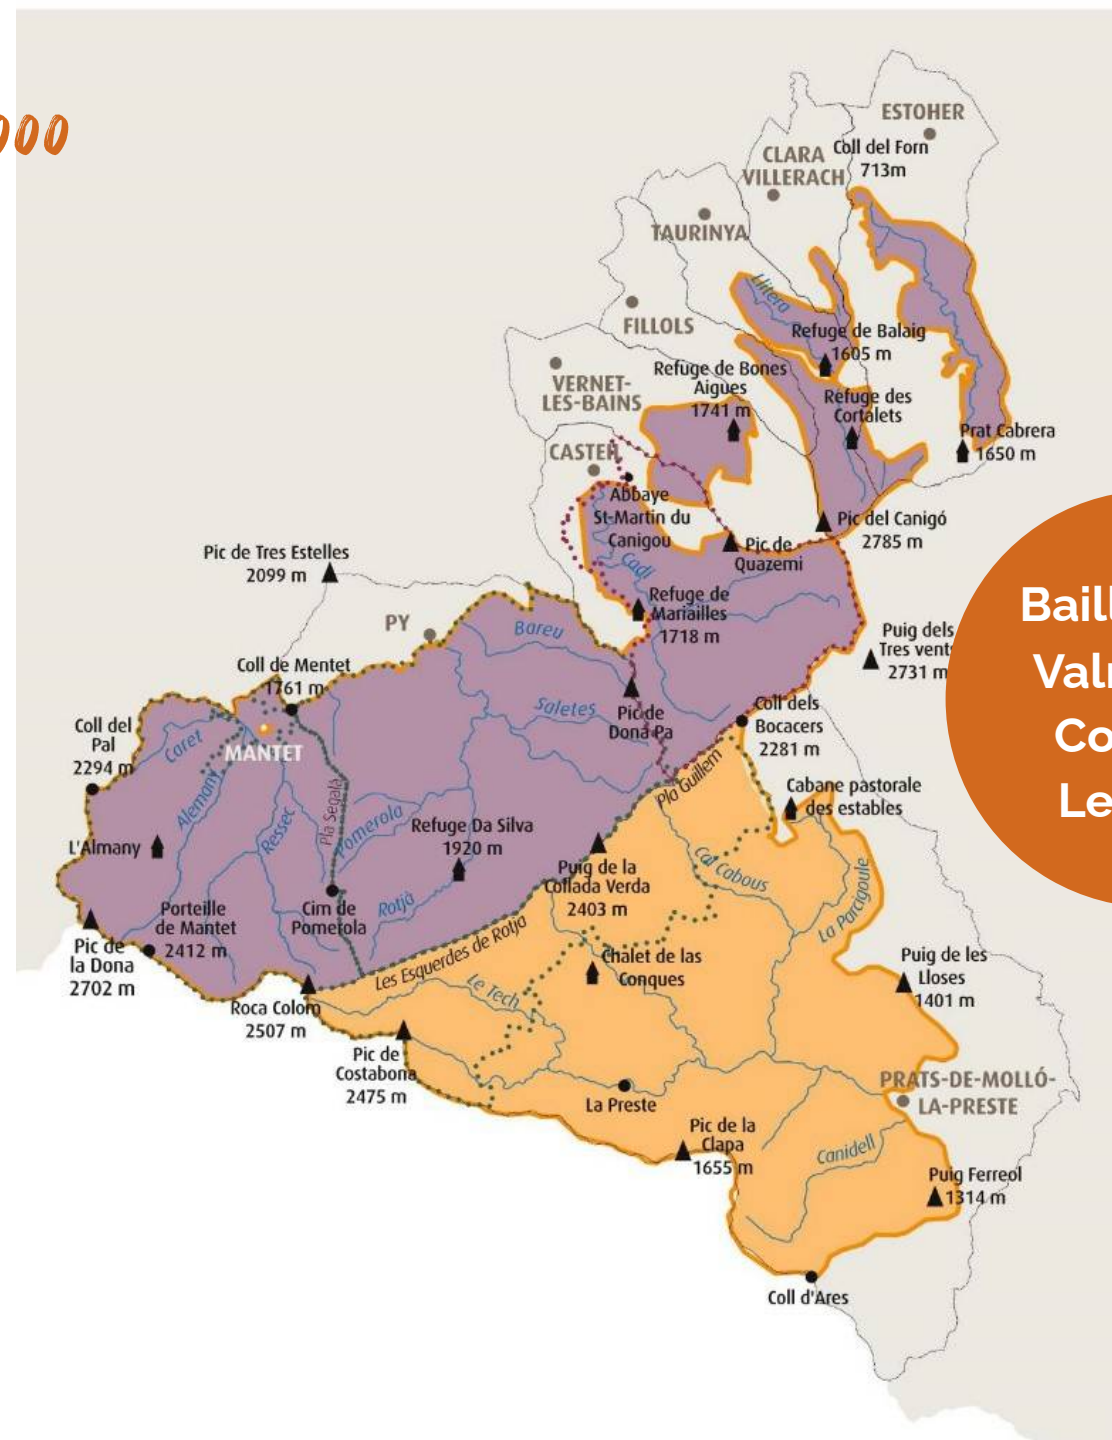 000
ESTOHER
Coll del Forn
713m
CLARA
VILLERACH
TAURINYA
Llitera
FILLOLS
Refuge de Balaig
1605 m
Refuge de Bones
Aigues
1741 m
VERNET-
LES-BAINS
Refuge des
Cortalets
Prat Cabrera
1650 m
CASTEIL
Abbaye
St-Martin du
Canigou
Pic del Canigó
2785 m
Pic de
Quazemi
Cadí
Pic de Tres Estelles
2099 m
Refuge de
Mariailles
1718 m
PY
Bareu
Puig dels
Tres vents
2731 m
Coll de Mentet
1761 m
Saletes
Pic de
Dona Pa
Coll dels
Bocacers
2281 m
Coll del
Pal
2294 m
Caret
MANTET
Pla Guillem
Alemany
Ressec
Pla Segala
Pomerola
Cabane pastorale
des estables
L'Almany
Refuge Da Silva
1920 m
Puig de la
Collada Verda
2403 m
Cal Cabous
La Parcigoule
Porteille
de Mantet
2412 m
Cim de
Pomerola
Rotjà
Pic de
la Dona
2702 m
Les Esquerdes de Rotja
Chalet de las
Conques
Puig de les
Lloses
1401 m
Le Tech
Roca Colom
2507 m
Pic de
Costabona
2475 m
La Preste
PRATS-DE-MOLLÓ-
LA-PRESTE
Pic de la
Clapa
1655 m
Canidell
Puig Ferreol
1314 m
Coll d'Ares
Baill
Val
Co
Le